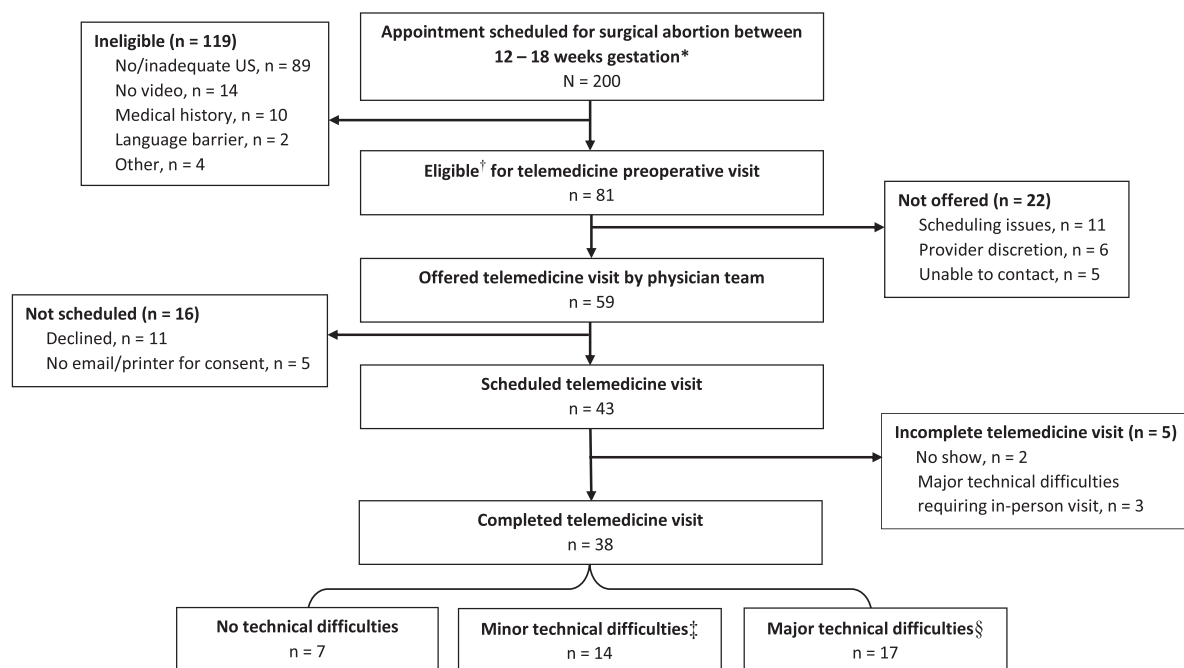 Appointment scheduled for surgical abortion between
12 – 18 weeks gestation*
N = 200
Ineligible (n = 119)
No/inadequate US, n = 89
No video, n = 14
Medical history, n = 10
Language barrier, n = 2
Other, n = 4
Eligible† for telemedicine preoperative visit
n = 81
Not offered (n = 22)
Scheduling issues, n = 11
Provider discretion, n = 6
Unable to contact, n = 5
Offered telemedicine visit by physician team
n = 59
Not scheduled (n = 16)
Declined, n = 11
No email/printer for consent, n = 5
Scheduled telemedicine visit
n = 43
Incomplete telemedicine visit (n = 5)
No show, n = 2
Major technical difficulties
requiring in-person visit, n = 3
Completed telemedicine visit
n = 38
No technical difficulties
n = 7
Minor technical difficulties‡
n = 14
Major technical difficulties§
n = 17